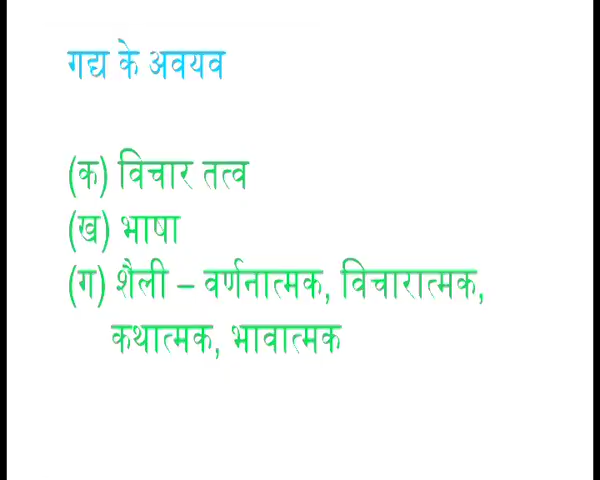 गद्य के अवयव
(क) विचार तत्व
(ख) भाषा
(ग) शैली – वर्णनात्मक, विचारात्मक,
कथात्मक, भावात्मक